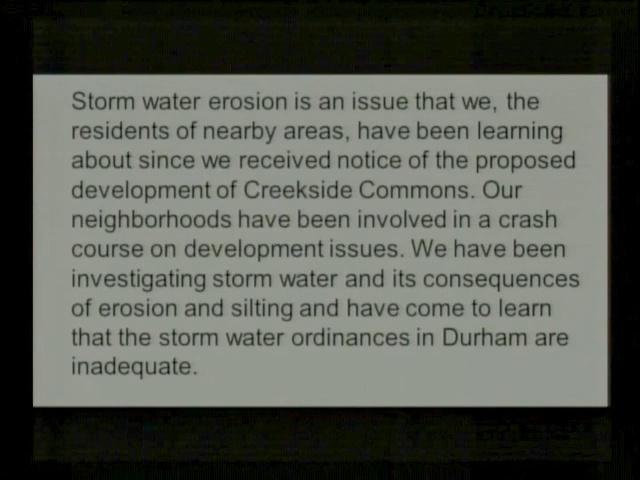 Storm water erosion is an issue that we, the
residents of nearby areas, have been learning
about since we received notice of the proposed
development of Creekside Commons. Our
neighborhoods have been involved in a crash
course on development issues. We have been
investigating storm water and its consequences
of erosion and silting and have come to learn
that the storm water ordinances in Durham are
inadequate.